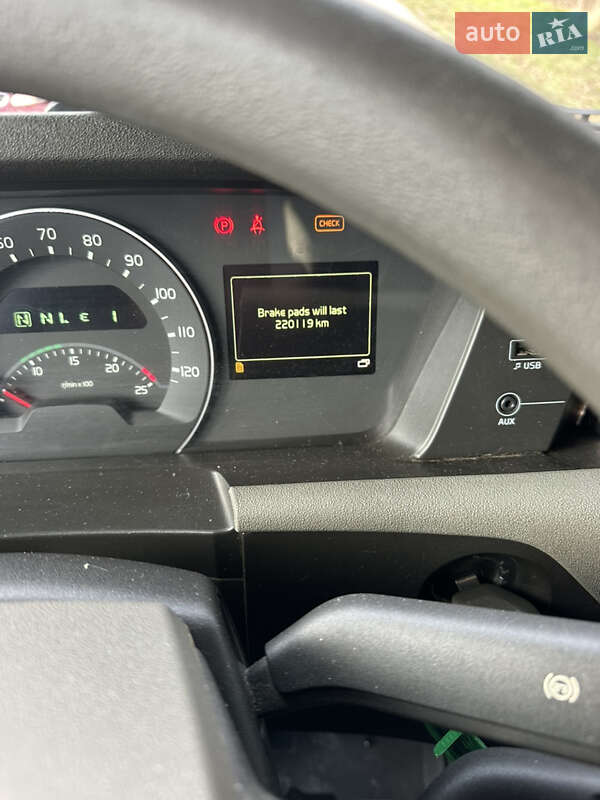 auto RIA .com
P
CHECK
60 70 80 90 100 110 120
N N L E 1
10 15 20 25
r/min x 100
Brake pads will last
220119 km
USB
AUX